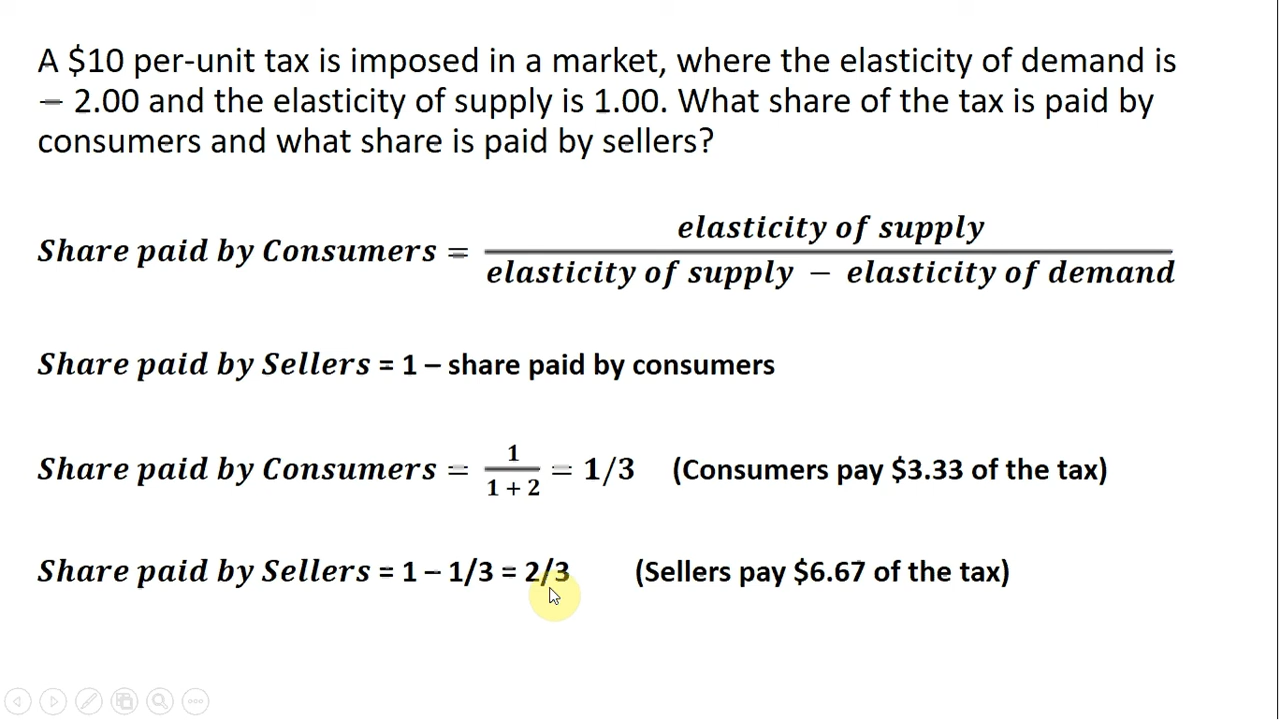 A $10 per-unit tax is imposed in a market, where the elasticity of demand is
− 2.00 and the elasticity of supply is 1.00. What share of the tax is paid by
consumers and what share is paid by sellers?
Share paid by Consumers = elasticity of supply / elasticity of supply − elasticity of demand
Share paid by Sellers = 1 – share paid by consumers
Share paid by Consumers = 1 / 1 + 2 = 1/3 (Consumers pay $3.33 of the tax)
Share paid by Sellers = 1 – 1/3 = 2/3 (Sellers pay $6.67 of the tax)